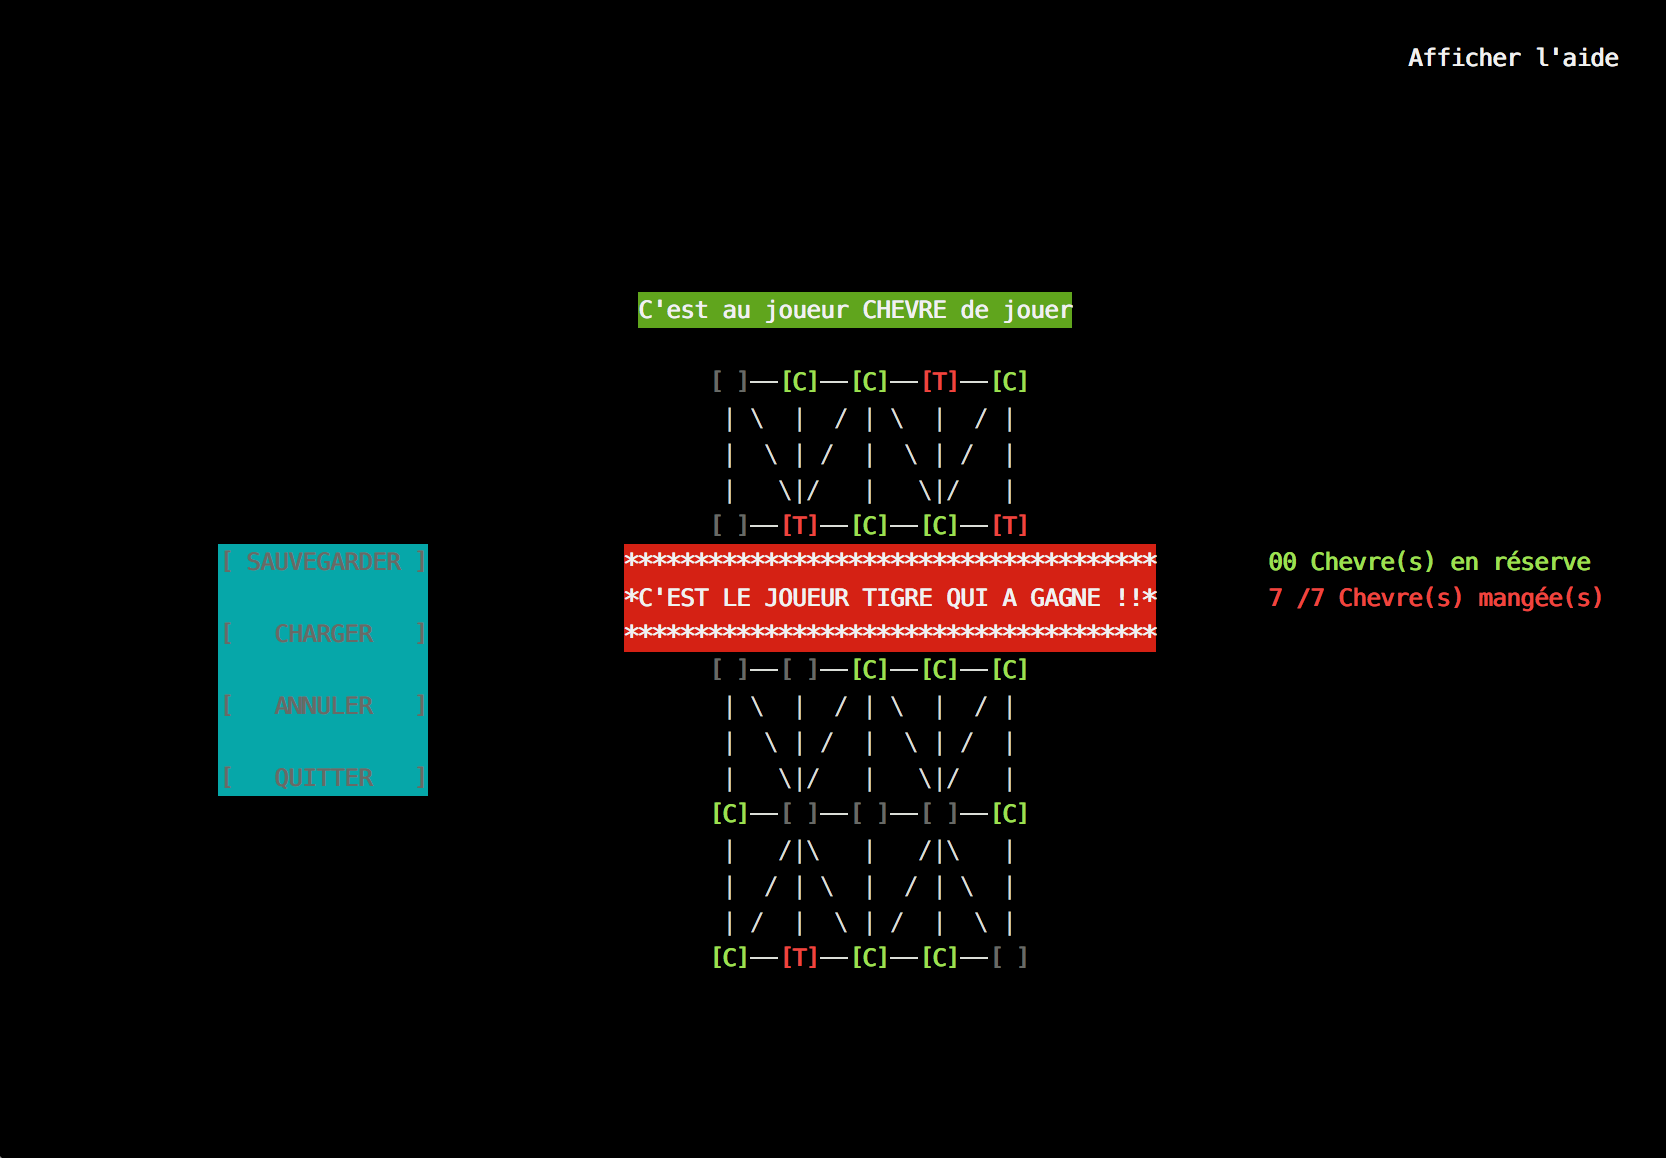 Afficher l'aide
C'est au joueur CHEVRE de jouer
[ ]——[C]——[C]——[T]——[C]
| \  |  / | \  |  / |
|  \ | /  |  \ | /  |
|   \|/   |   \|/   |
[ ]——[T]——[C]——[C]——[T]
[ SAUVEGARDER ]
**************************************
00 Chevre(s) en réserve
*C'EST LE JOUEUR TIGRE QUI A GAGNE !!*
7 /7 Chevre(s) mangée(s)
[   CHARGER   ]
**************************************
[ ]——[ ]——[C]——[C]——[C]
[   ANNULER   ]
| \  |  / | \  |  / |
|  \ | /  |  \ | /  |
[   QUITTER   ]
|   \|/   |   \|/   |
[C]——[ ]——[ ]——[ ]——[C]
|   /|\   |   /|\   |
|  / | \  |  / | \  |
| /  |  \ | /  |  \ |
[C]——[T]——[C]——[C]——[ ]